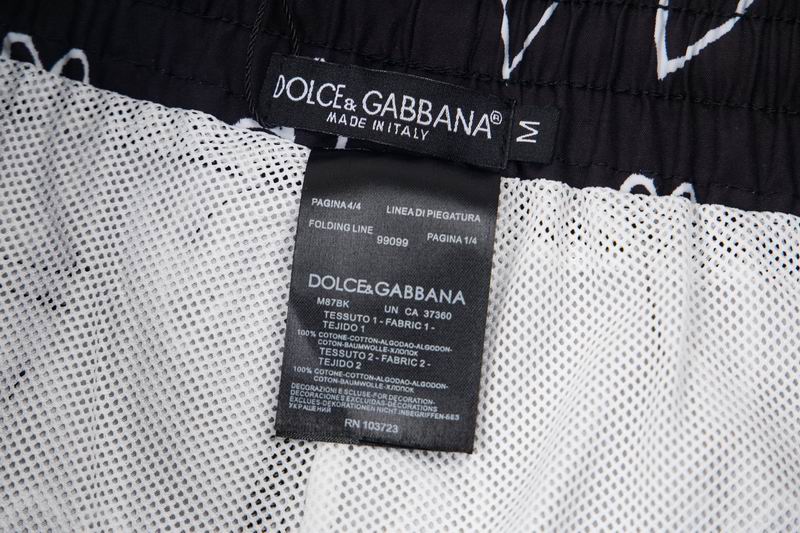 DOLCE&GABBANA®
MADE IN ITALY
M
PAGINA 4/4 LINEA DI PIEGATURA
FOLDING LINE 99099 PAGINA 1/4
DOLCE&GABBANA
M87BK UN CA 37360
TESSUTO 1 - FABRIC 1 -
TEJIDO 1
100% COTONE-COTTON-ALGODAO-ALGODON-
COTON-BAUMWOLLE-ХЛОПОК
TESSUTO 2 - FABRIC 2 -
TEJIDO 2
100% COTONE-COTTON-ALGODAO-ALGODON-
COTON-BAUMWOLLE-ХЛОПОК
DECORAZIONI ESCLUSE-FOR DECORATION-
DECORACIONES EXCLUIDAS-DECORATIONS
EXCLUES-DEKORATIONEN NICHT INBEGRIFFEN-БЕЗ
УКРАШЕНИЙ
RN 103723